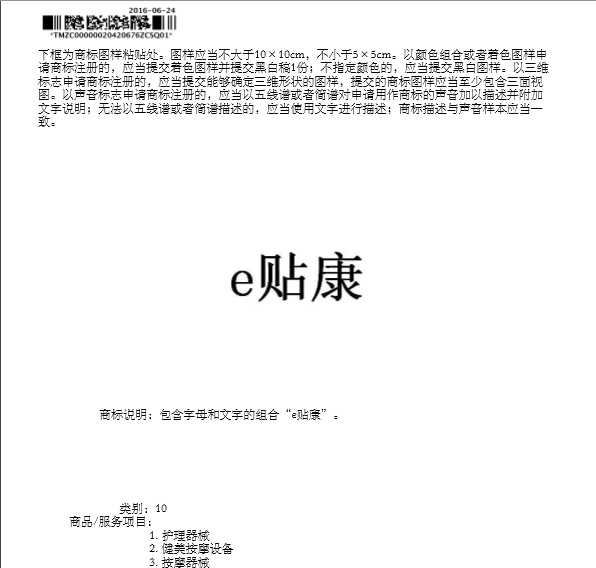 2016-06-24
*TMZC00000020420676ZCSQ01*
下框为商标图样粘贴处。图样应当不大于10×10cm，不小于5×5cm。以颜色组合或者着色图样申
请商标注册的，应当提交着色图样并提交黑白稿1份；不指定颜色的，应当提交黑白图样。以三维
标志申请商标注册的，应当提交能够确定三维形状的图样，提交的商标图样应当至少包含三面视
图。以声音标志申请商标注册的，应当以五线谱或者简谱对申请用作商标的声音加以描述并附加
文字说明；无法以五线谱或者简谱描述的，应当使用文字进行描述；商标描述与声音样本应当一
致。
e贴康
商标说明：包含字母和文字的组合“e贴康”。
类别：10
商品/服务项目：
1. 护理器械
2. 健美按摩设备
3. 按摩器械